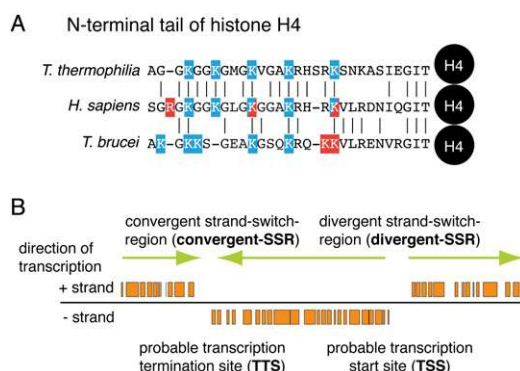 A N-terminal tail of histone H4
T. thermophilia AG-GKGGKGMGKVGAKRHSRKSNKASIEGIT H4
H. sapiens SGRGKGGKGLGKGGAKRH-RKVLRDNIQGIT H4
T. brucei AK-GKKS-GEAKGSQKRQ-KKVLRENVRGIT H4
B
convergent strand-switch-
region (convergent-SSR)
divergent strand-switch-
region (divergent-SSR)
direction of
transcription
+ strand
- strand
probable transcription
termination site (TTS)
probable transcription
start site (TSS)